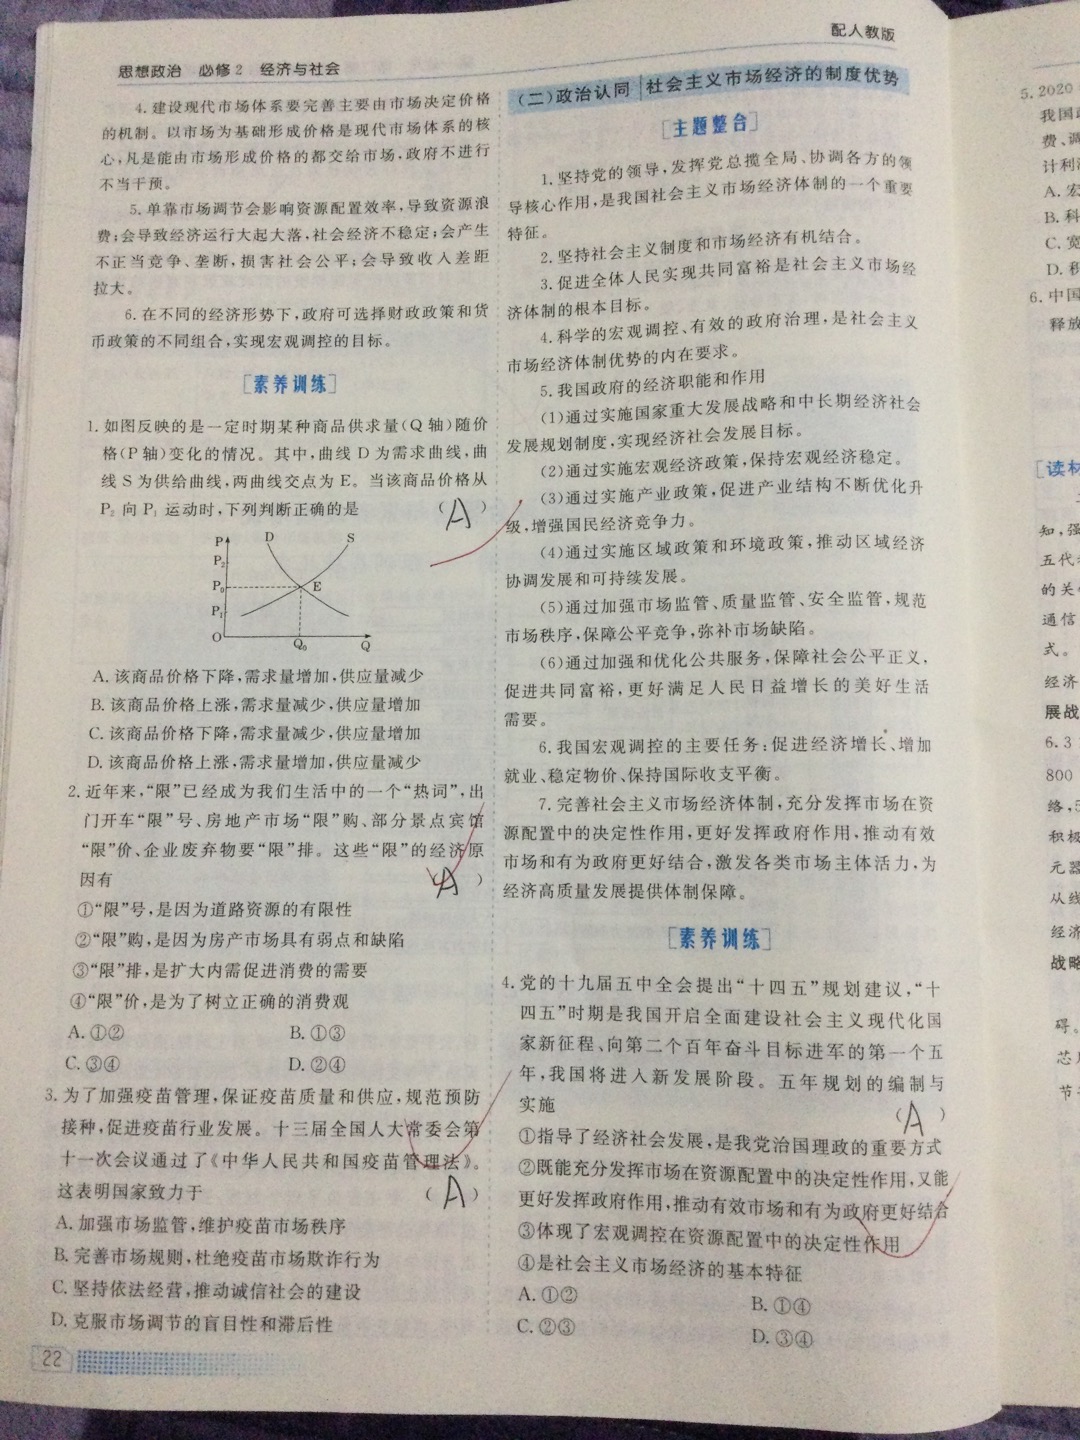 配人教版
思想政治 必修2 经济与社会
4.建设现代市场体系要完善主要由市场决定价格
的机制。以市场为基础形成价格是现代市场体系的核
心,凡是能由市场形成价格的都交给市场,政府不进行
不当干预。
5.单靠市场调节会影响资源配置效率,导致资源浪
费;会导致经济运行大起大落,社会经济不稳定;会产生
不正当竞争、垄断,损害社会公平;会导致收入差距
拉大。
6.在不同的经济形势下,政府可选择财政政策和货
币政策的不同组合,实现宏观调控的目标。
[素养训练]
1.如图反映的是一定时期某种商品供求量(Q轴)随价
格(P轴)变化的情况。其中,曲线D为需求曲线,曲
线S为供给曲线,两曲线交点为E。当该商品价格从
P₂向P₁运动时,下列判断正确的是 (A)
P D S
P₂
P₀ E
P₁
O Q₀ Q
A.该商品价格下降,需求量增加,供应量减少
B.该商品价格上涨,需求量减少,供应量增加
C.该商品价格下降,需求量减少,供应量增加
D.该商品价格上涨,需求量增加,供应量减少
2.近年来,“限”已经成为我们生活中的一个“热词”,出
门开车“限”号、房地产市场“限”购、部分景点宾馆
“限”价、企业废弃物要“限”排。这些“限”的经济原
因有 (A)
①“限”号,是因为道路资源的有限性
②“限”购,是因为房产市场具有弱点和缺陷
③“限”排,是扩大内需促进消费的需要
④“限”价,是为了树立正确的消费观
A.①② B.①③
C.③④ D.②④
3.为了加强疫苗管理,保证疫苗质量和供应,规范预防
接种,促进疫苗行业发展。十三届全国人大常委会第
十一次会议通过了《中华人民共和国疫苗管理法》。
这表明国家致力于 (A)
A.加强市场监管,维护疫苗市场秩序
B.完善市场规则,杜绝疫苗市场欺诈行为
C.坚持依法经营,推动诚信社会的建设
D.克服市场调节的盲目性和滞后性
22
(二)政治认同 社会主义市场经济的制度优势
[主题整合]
1.坚持党的领导,发挥党总揽全局、协调各方的领
导核心作用,是我国社会主义市场经济体制的一个重要
特征。
2.坚持社会主义制度和市场经济有机结合。
3.促进全体人民实现共同富裕是社会主义市场经
济体制的根本目标。
4.科学的宏观调控、有效的政府治理,是社会主义
市场经济体制优势的内在要求。
5.我国政府的经济职能和作用
(1)通过实施国家重大发展战略和中长期经济社会
发展规划制度,实现经济社会发展目标。
(2)通过实施宏观经济政策,保持宏观经济稳定。
(3)通过实施产业政策,促进产业结构不断优化升
级,增强国民经济竞争力。
(4)通过实施区域政策和环境政策,推动区域经济
协调发展和可持续发展。
(5)通过加强市场监管、质量监管、安全监管,规范
市场秩序,保障公平竞争,弥补市场缺陷。
(6)通过加强和优化公共服务,保障社会公平正义,
促进共同富裕,更好满足人民日益增长的美好生活
需要。
6.我国宏观调控的主要任务:促进经济增长、增加
就业、稳定物价、保持国际收支平衡。
7.完善社会主义市场经济体制,充分发挥市场在资
源配置中的决定性作用,更好发挥政府作用,推动有效
市场和有为政府更好结合,激发各类市场主体活力,为
经济高质量发展提供体制保障。
[素养训练]
4.党的十九届五中全会提出“十四五”规划建议,“十
四五”时期是我国开启全面建设社会主义现代化国
家新征程、向第二个百年奋斗目标进军的第一个五
年,我国将进入新发展阶段。五年规划的编制与
实施 (A)
①指导了经济社会发展,是我党治国理政的重要方式
②既能充分发挥市场在资源配置中的决定性作用,又能
更好发挥政府作用,推动有效市场和有为政府更好结合
③体现了宏观调控在资源配置中的决定性作用
④是社会主义市场经济的基本特征
A.①② B.①④
C.②③ D.③④
5.2020
我国
费、调
计利
A.宏
B.科
C.宽
D.积
6.中国
释放
[读材
知,强
五代
的关
通信
式。
经济
展战
6.3
800
络,5
积极
元器
从线
经济
战略
碍。
芯
节